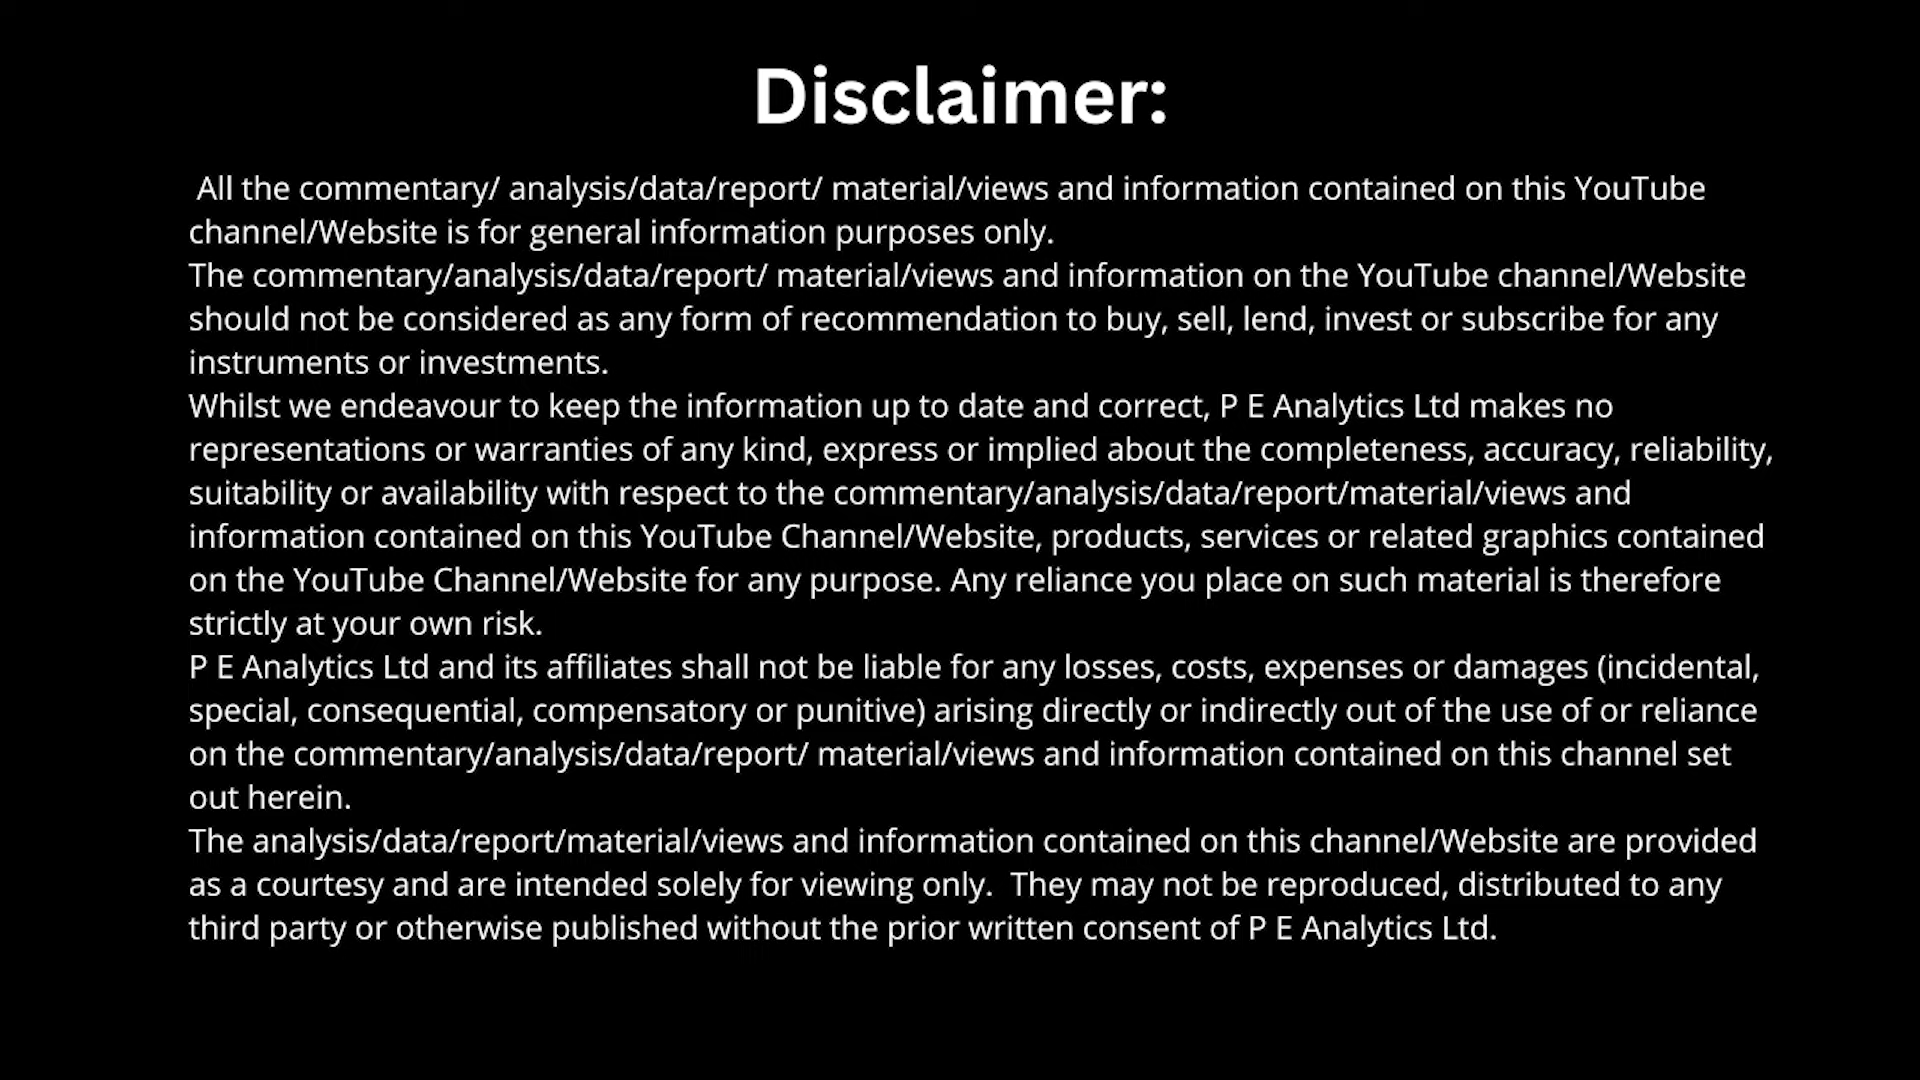 Disclaimer:
All the commentary/ analysis/data/report/ material/views and information contained on this YouTube
channel/Website is for general information purposes only.
The commentary/analysis/data/report/ material/views and information on the YouTube channel/Website
should not be considered as any form of recommendation to buy, sell, lend, invest or subscribe for any
instruments or investments.
Whilst we endeavour to keep the information up to date and correct, P E Analytics Ltd makes no
representations or warranties of any kind, express or implied about the completeness, accuracy, reliability,
suitability or availability with respect to the commentary/analysis/data/report/material/views and
information contained on this YouTube Channel/Website, products, services or related graphics contained
on the YouTube Channel/Website for any purpose. Any reliance you place on such material is therefore
strictly at your own risk.
P E Analytics Ltd and its affiliates shall not be liable for any losses, costs, expenses or damages (incidental,
special, consequential, compensatory or punitive) arising directly or indirectly out of the use of or reliance
on the commentary/analysis/data/report/ material/views and information contained on this channel set
out herein.
The analysis/data/report/material/views and information contained on this channel/Website are provided
as a courtesy and are intended solely for viewing only.  They may not be reproduced, distributed to any
third party or otherwise published without the prior written consent of P E Analytics Ltd.